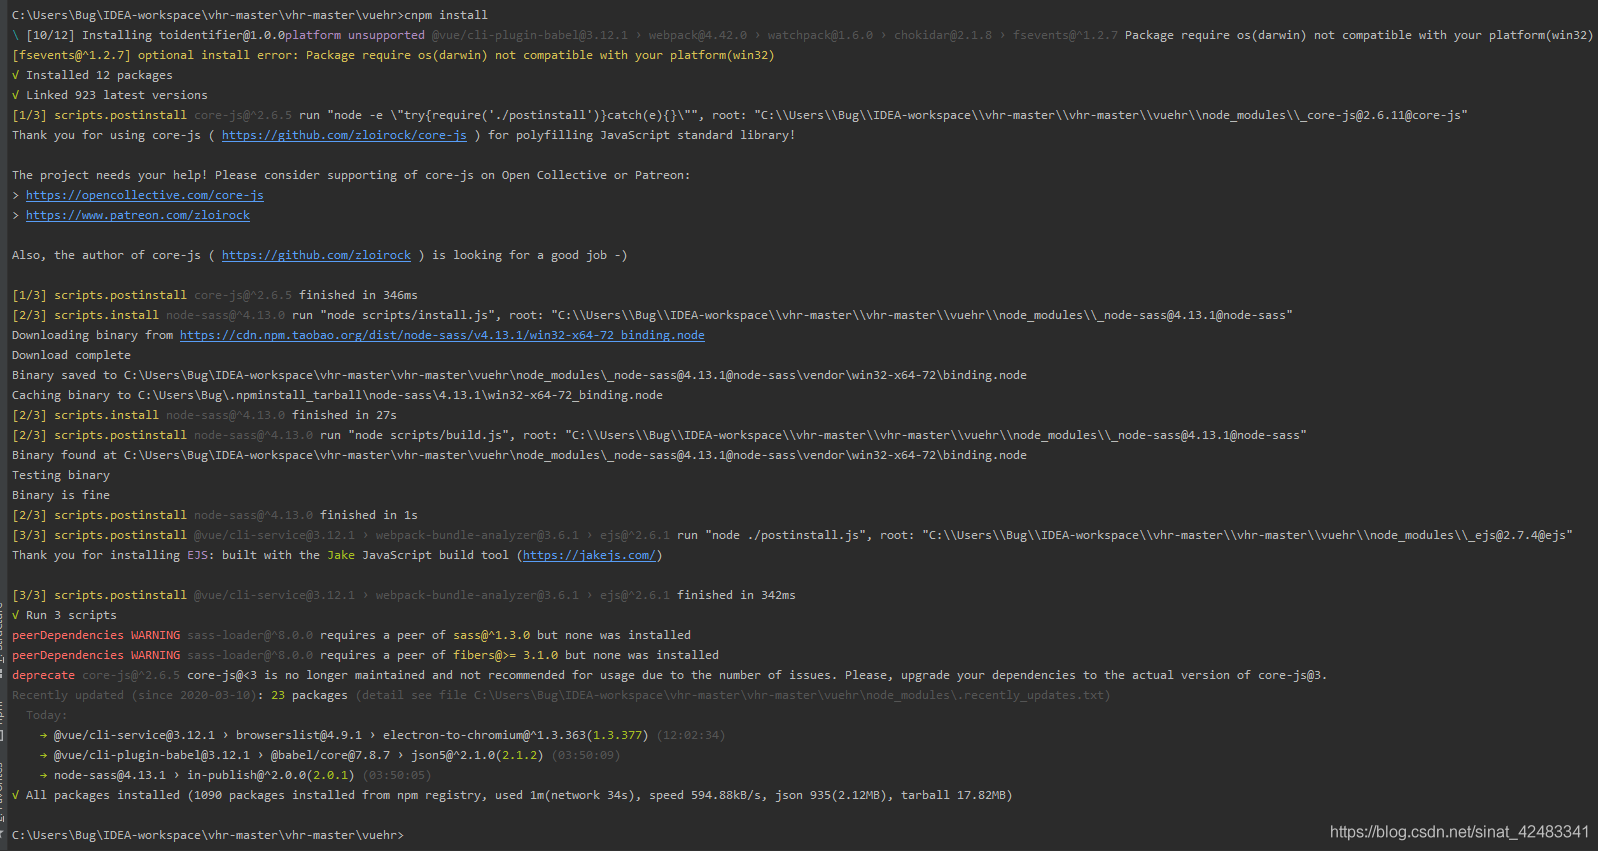 C:\Users\Bug\IDEA-workspace\vhr-master\vhr-master\vuehr>cnpm install
\ [10/12] Installing toidentifier@1.0.0platform unsupported @vue/cli-plugin-babel@3.12.1 › webpack@4.42.0 › watchpack@1.6.0 › chokidar@2.1.8 › fsevents@^1.2.7 Package require os(darwin) not compatible with your platform(win32)
[fsevents@^1.2.7] optional install error: Package require os(darwin) not compatible with your platform(win32)
√ Installed 12 packages
√ Linked 923 latest versions
[1/3] scripts.postinstall core-js@^2.6.5 run "node -e \"try{require('./postinstall')}catch(e){}\"", root: "C:\\Users\\Bug\\IDEA-workspace\\vhr-master\\vhr-master\\vuehr\\node_modules\\_core-js@2.6.11@core-js"
Thank you for using core-js ( https://github.com/zloirock/core-js ) for polyfilling JavaScript standard library!
The project needs your help! Please consider supporting of core-js on Open Collective or Patreon:
> https://opencollective.com/core-js
> https://www.patreon.com/zloirock
Also, the author of core-js ( https://github.com/zloirock ) is looking for a good job -)
[1/3] scripts.postinstall core-js@^2.6.5 finished in 346ms
[2/3] scripts.install node-sass@^4.13.0 run "node scripts/install.js", root: "C:\\Users\\Bug\\IDEA-workspace\\vhr-master\\vhr-master\\vuehr\\node_modules\\_node-sass@4.13.1@node-sass"
Downloading binary from https://cdn.npm.taobao.org/dist/node-sass/v4.13.1/win32-x64-72_binding.node
Download complete
Binary saved to C:\Users\Bug\IDEA-workspace\vhr-master\vhr-master\vuehr\node_modules\_node-sass@4.13.1@node-sass\vendor\win32-x64-72\binding.node
Caching binary to C:\Users\Bug\.npminstall_tarball\node-sass\4.13.1\win32-x64-72_binding.node
[2/3] scripts.install node-sass@^4.13.0 finished in 27s
[2/3] scripts.postinstall node-sass@^4.13.0 run "node scripts/build.js", root: "C:\\Users\\Bug\\IDEA-workspace\\vhr-master\\vhr-master\\vuehr\\node_modules\\_node-sass@4.13.1@node-sass"
Binary found at C:\Users\Bug\IDEA-workspace\vhr-master\vhr-master\vuehr\node_modules\_node-sass@4.13.1@node-sass\vendor\win32-x64-72\binding.node
Testing binary
Binary is fine
[2/3] scripts.postinstall node-sass@^4.13.0 finished in 1s
[3/3] scripts.postinstall @vue/cli-service@3.12.1 › webpack-bundle-analyzer@3.6.1 › ejs@^2.6.1 run "node ./postinstall.js", root: "C:\\Users\\Bug\\IDEA-workspace\\vhr-master\\vhr-master\\vuehr\\node_modules\\_ejs@2.7.4@ejs"
Thank you for installing EJS: built with the Jake JavaScript build tool (https://jakejs.com/)
[3/3] scripts.postinstall @vue/cli-service@3.12.1 › webpack-bundle-analyzer@3.6.1 › ejs@^2.6.1 finished in 342ms
√ Run 3 scripts
peerDependencies WARNING sass-loader@^8.0.0 requires a peer of sass@^1.3.0 but none was installed
peerDependencies WARNING sass-loader@^8.0.0 requires a peer of fibers@>= 3.1.0 but none was installed
deprecate core-js@^2.6.5 core-js@<3 is no longer maintained and not recommended for usage due to the number of issues. Please, upgrade your dependencies to the actual version of core-js@3.
Recently updated (since 2020-03-10): 23 packages (detail see file C:\Users\Bug\IDEA-workspace\vhr-master\vhr-master\vuehr\node_modules\.recently_updates.txt)
Today:
→ @vue/cli-service@3.12.1 › browserslist@4.9.1 › electron-to-chromium@^1.3.363(1.3.377) (12:02:34)
→ @vue/cli-plugin-babel@3.12.1 › @babel/core@7.8.7 › json5@^2.1.0(2.1.2) (03:50:09)
→ node-sass@4.13.1 › in-publish@^2.0.0(2.0.1) (03:50:05)
√ All packages installed (1090 packages installed from npm registry, used 1m(network 34s), speed 594.88kB/s, json 935(2.12MB), tarball 17.82MB)
C:\Users\Bug\IDEA-workspace\vhr-master\vhr-master\vuehr>
https://blog.csdn.net/sinat_42483341